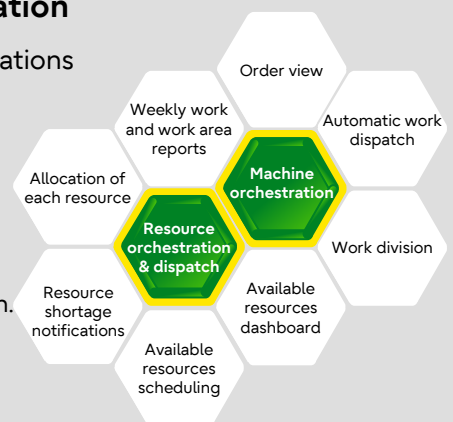 ation
ations
n.
Order view
Weekly work
and work area
reports
Automatic work
dispatch
Allocation of
each resource
Machine
orchestration
Resource
orchestration
& dispatch
Work division
Resource
shortage
notifications
Available
resources
dashboard
Available
resources
scheduling